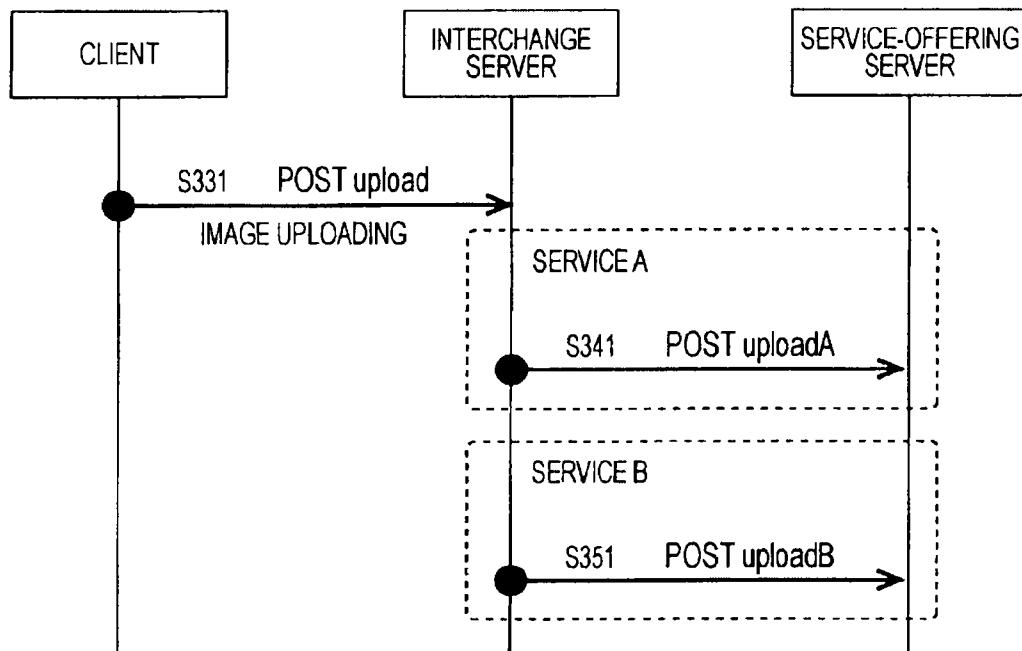 CLIENT
INTERCHANGE
SERVER
SERVICE-OFFERING
SERVER
S331 POST upload
IMAGE UPLOADING
SERVICE A
S341 POST uploadA
SERVICE B
S351 POST uploadB